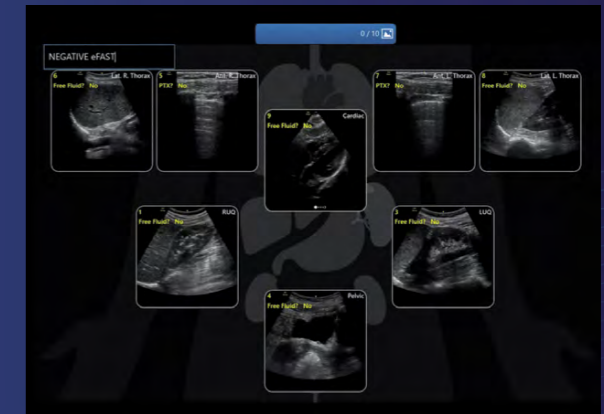 0 / 10
NEGATIVE eFAST
6 Lat. R. Thorax
Free Fluid? No
5 Ant. R. Thorax
PTX? No
9 Cardiac
Free Fluid? No
7 Ant. L. Thorax
PTX? No
8 Lat. L. Thorax
Free Fluid? No
1 RUQ
Free Fluid? No
3 LUQ
Free Fluid? No
4 Pelvic
Free Fluid? No